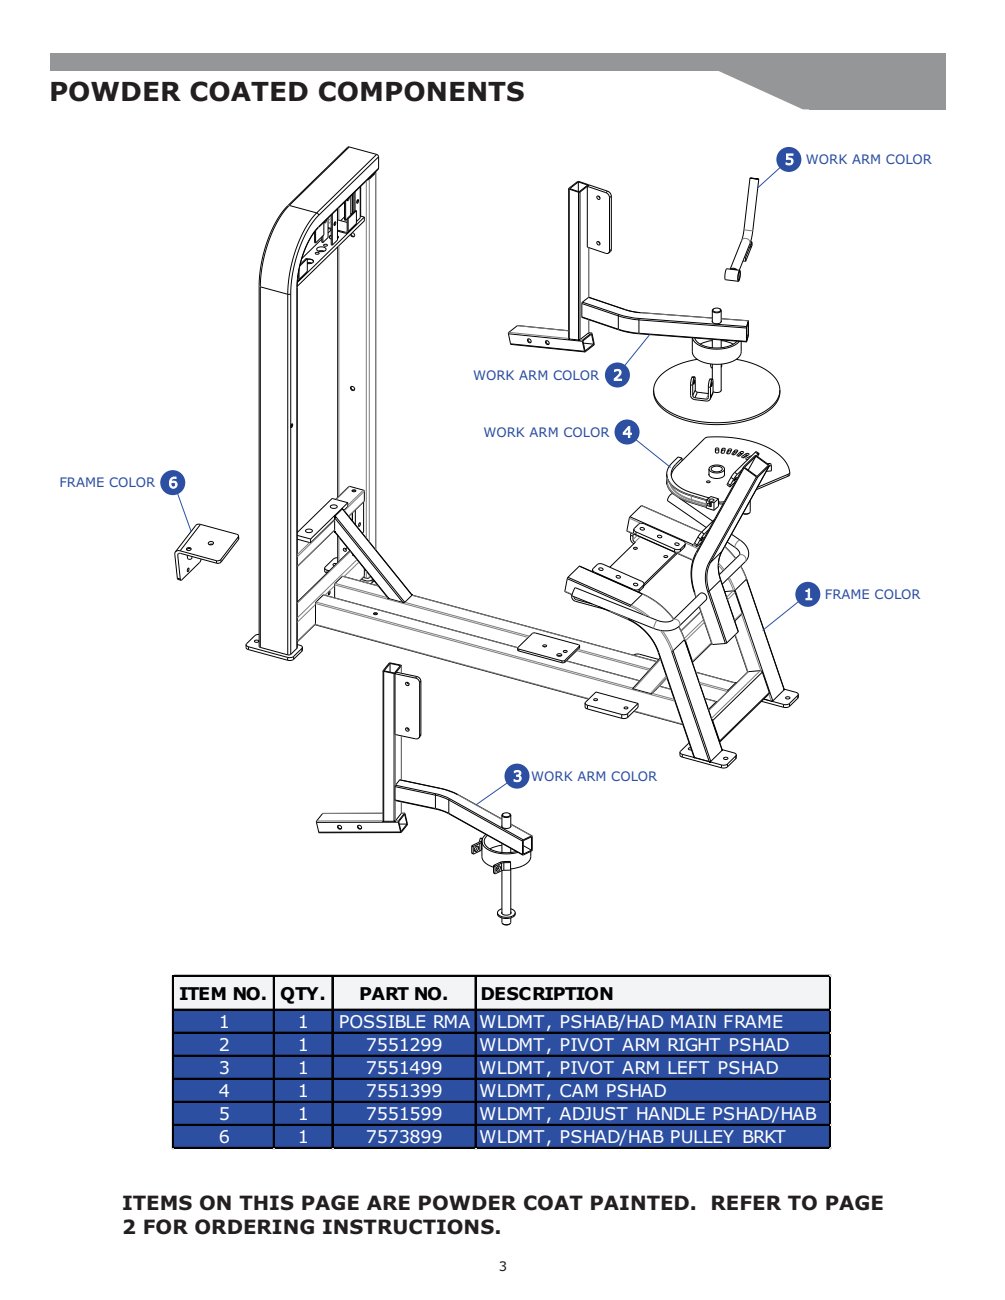 POWDER COATED COMPONENTS
5 WORK ARM COLOR
WORK ARM COLOR 2
WORK ARM COLOR 4
FRAME COLOR 6
1 FRAME COLOR
3 WORK ARM COLOR
ITEM NO. QTY. PART NO. DESCRIPTION
1 1 POSSIBLE RMA WLDMT, PSHAB/HAD MAIN FRAME
2 1 7551299 WLDMT, PIVOT ARM RIGHT PSHAD
3 1 7551499 WLDMT, PIVOT ARM LEFT PSHAD
4 1 7551399 WLDMT, CAM PSHAD
5 1 7551599 WLDMT, ADJUST HANDLE PSHAD/HAB
6 1 7573899 WLDMT, PSHAD/HAB PULLEY BRKT
ITEMS ON THIS PAGE ARE POWDER COAT PAINTED. REFER TO PAGE
2 FOR ORDERING INSTRUCTIONS.
3